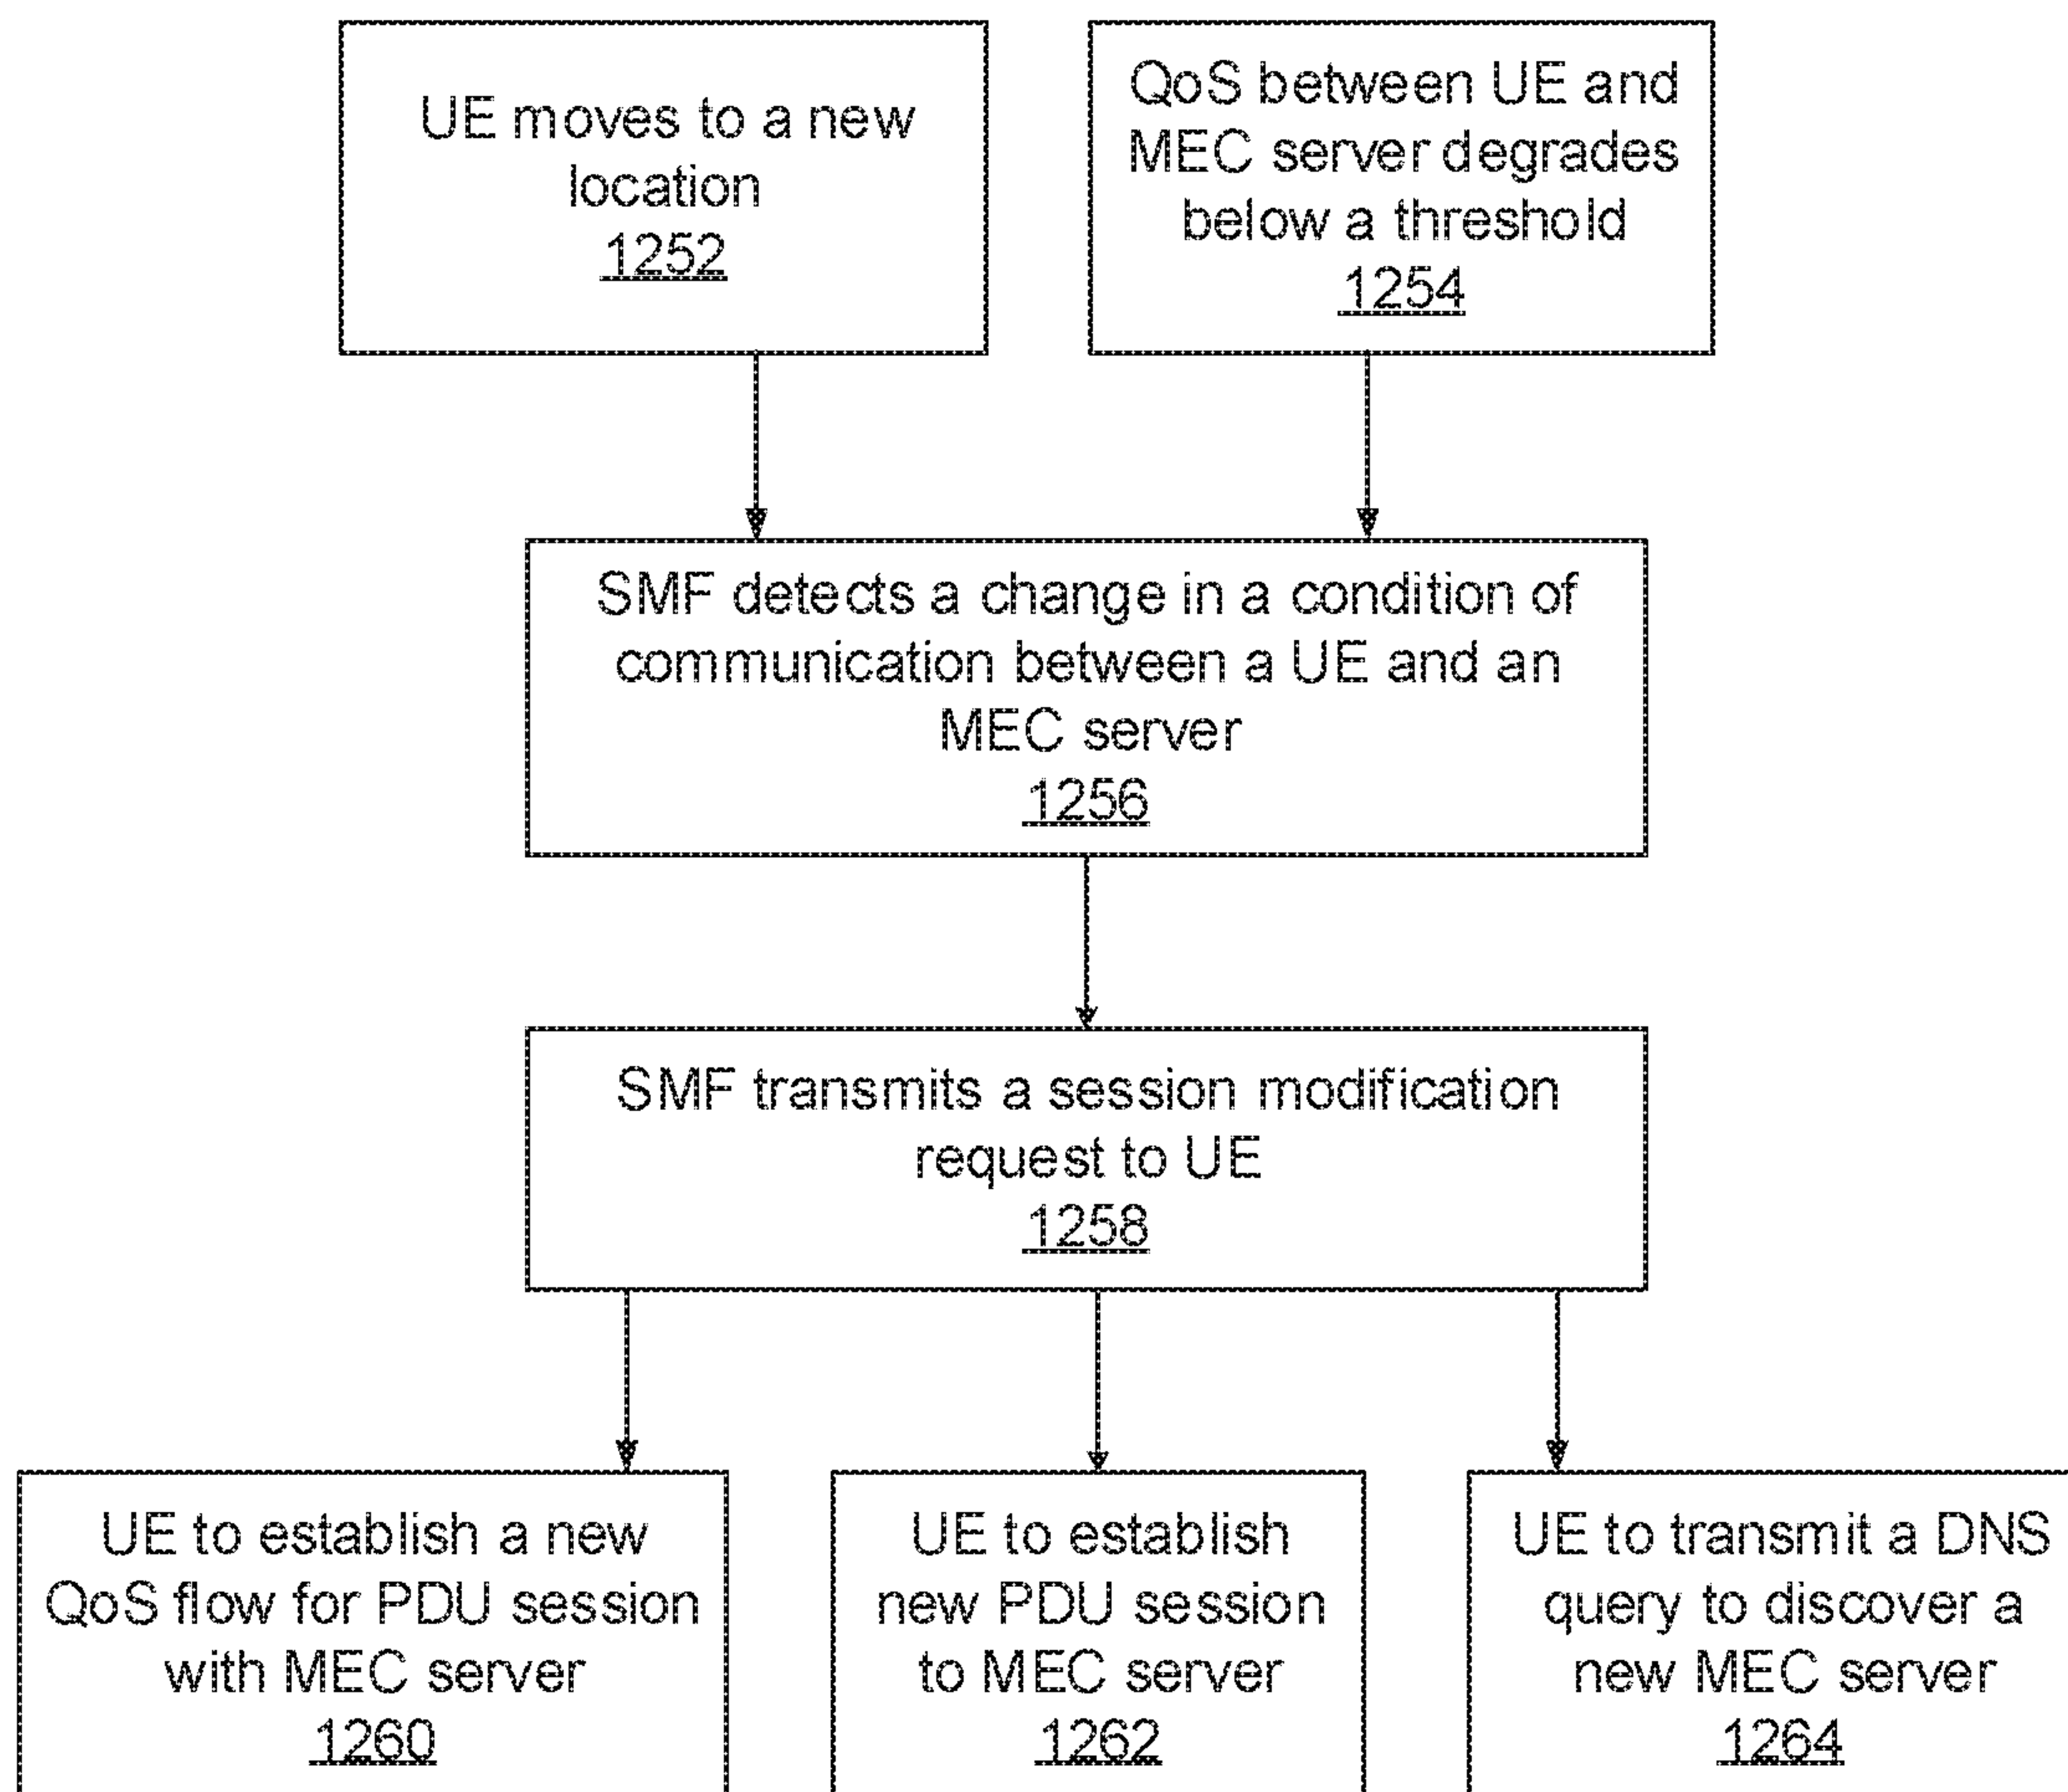 UE moves to a new
location
1252
QoS between UE and
MEC server degrades
below a threshold
1254
SMF detects a change in a condition of
communication between a UE and an
MEC server
1256
SMF transmits a session modification
request to UE
1258
UE to establish a new
QoS flow for PDU session
with MEC server
1260
UE to establish
new PDU session
to MEC server
1262
UE to transmit a DNS
query to discover a
new MEC server
1264